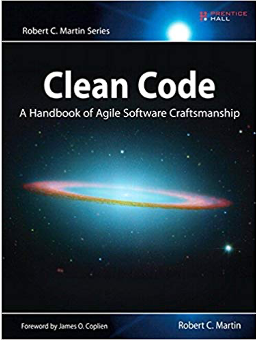 Robert C. Martin Series
PRENTICE
HALL
Clean Code
A Handbook of Agile Software Craftsmanship
Foreword by James O. Coplien
Robert C. Martin